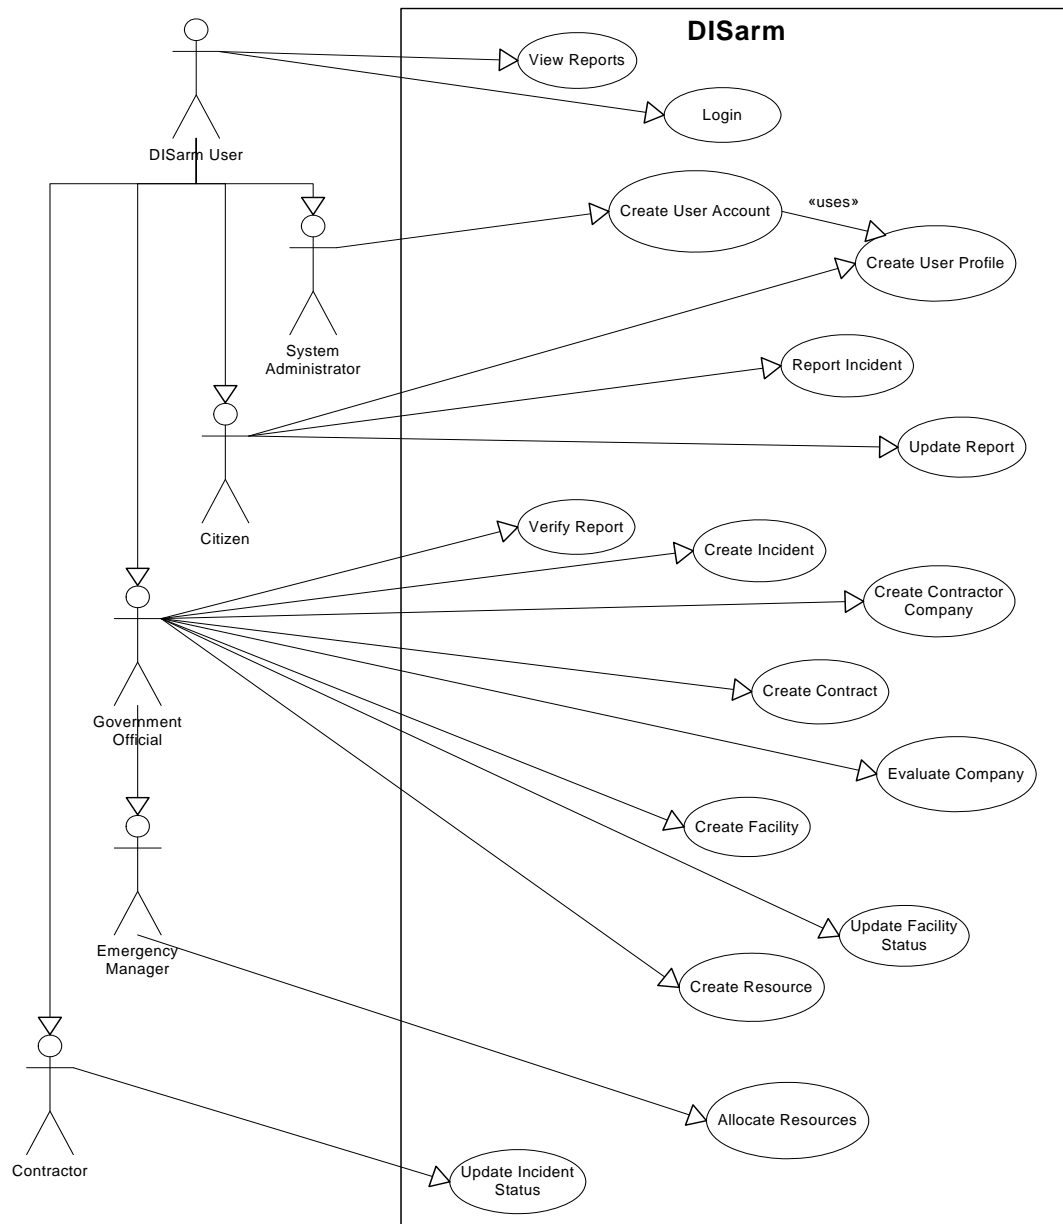 DISarm
View Reports
Login
DISarm User
«uses»
Create User Account
Create User Profile
System
Administrator
Report Incident
Update Report
Citizen
Verify Report
Create Incident
Create Contractor
Company
Create Contract
Government
Official
Evaluate Company
Create Facility
Update Facility
Status
Emergency
Manager
Create Resource
Allocate Resources
Contractor
Update Incident
Status